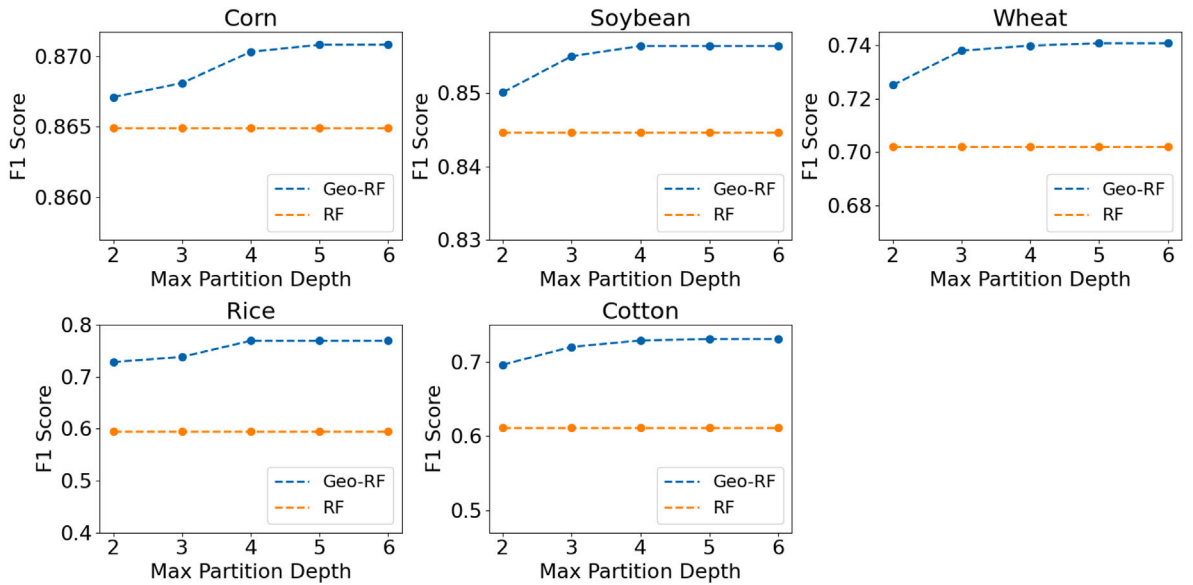 Corn
0.870
0.865
0.860
F1 Score
Geo-RF
RF
2 3 4 5 6
Max Partition Depth
Soybean
0.85
0.84
0.83
F1 Score
Geo-RF
RF
2 3 4 5 6
Max Partition Depth
Wheat
0.74
0.72
0.70
0.68
F1 Score
Geo-RF
RF
2 3 4 5 6
Max Partition Depth
Rice
0.8
0.7
0.6
0.5
0.4
F1 Score
Geo-RF
RF
2 3 4 5 6
Max Partition Depth
Cotton
0.7
0.6
0.5
F1 Score
Geo-RF
RF
2 3 4 5 6
Max Partition Depth